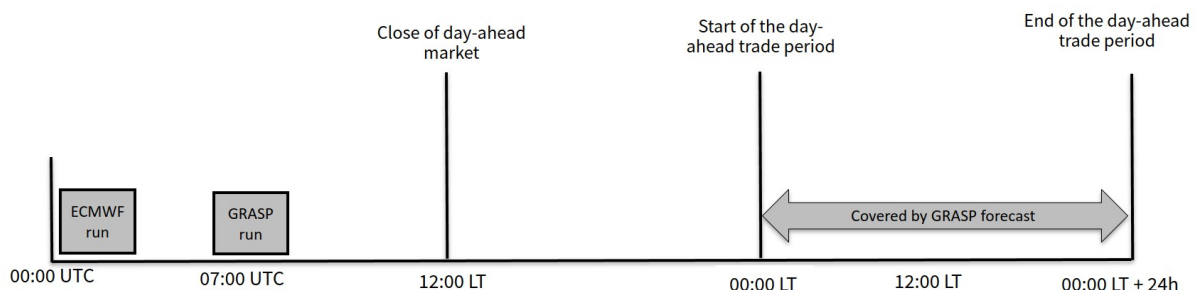 Close of day-ahead
market
Start of the day-
ahead trade period
End of the day-ahead
trade period
ECMWF
run
GRASP
run
Covered by GRASP forecast
00:00 UTC
07:00 UTC
12:00 LT
00:00 LT
12:00 LT
00:00 LT + 24h